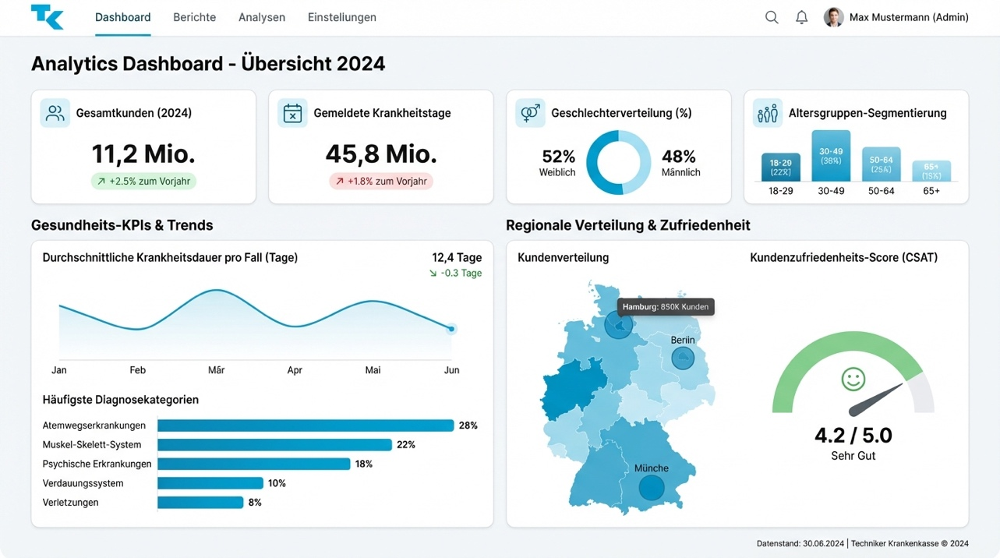 TK
Dashboard
Berichte
Analysen
Einstellungen
Max Mustermann (Admin)
Analytics Dashboard - Übersicht 2024
Gesamtkunden (2024)
11,2 Mio.
+2.5% zum Vorjahr
Gemeldete Krankheitstage
45,8 Mio.
+1.8% zum Vorjahr
Geschlechterverteilung (%)
52%
Weiblich
48%
Männlich
Altersgruppen-Segmentierung
18-29
(22%)
30-49
(36%)
50-64
(25%)
65+
(15%)
18-29
30-49
50-64
65+
Gesundheits-KPIs & Trends
Durchschnittliche Krankheitsdauer pro Fall (Tage)
12,4 Tage
-0.3 Tage
Jan
Feb
Mär
Apr
Mai
Jun
Häufigste Diagnosekategorien
Atemwegserkrankungen
28%
Muskel-Skelett-System
22%
Psychische Erkrankungen
18%
Verdauungssystem
10%
Verletzungen
8%
Regionale Verteilung & Zufriedenheit
Kundenverteilung
Hamburg: 850K Kunden
Berlin
Münche
Kundenzufriedenheits-Score (CSAT)
4.2 / 5.0
Sehr Gut
Datenstand: 30.06.2024 | Techniker Krankenkasse © 2024